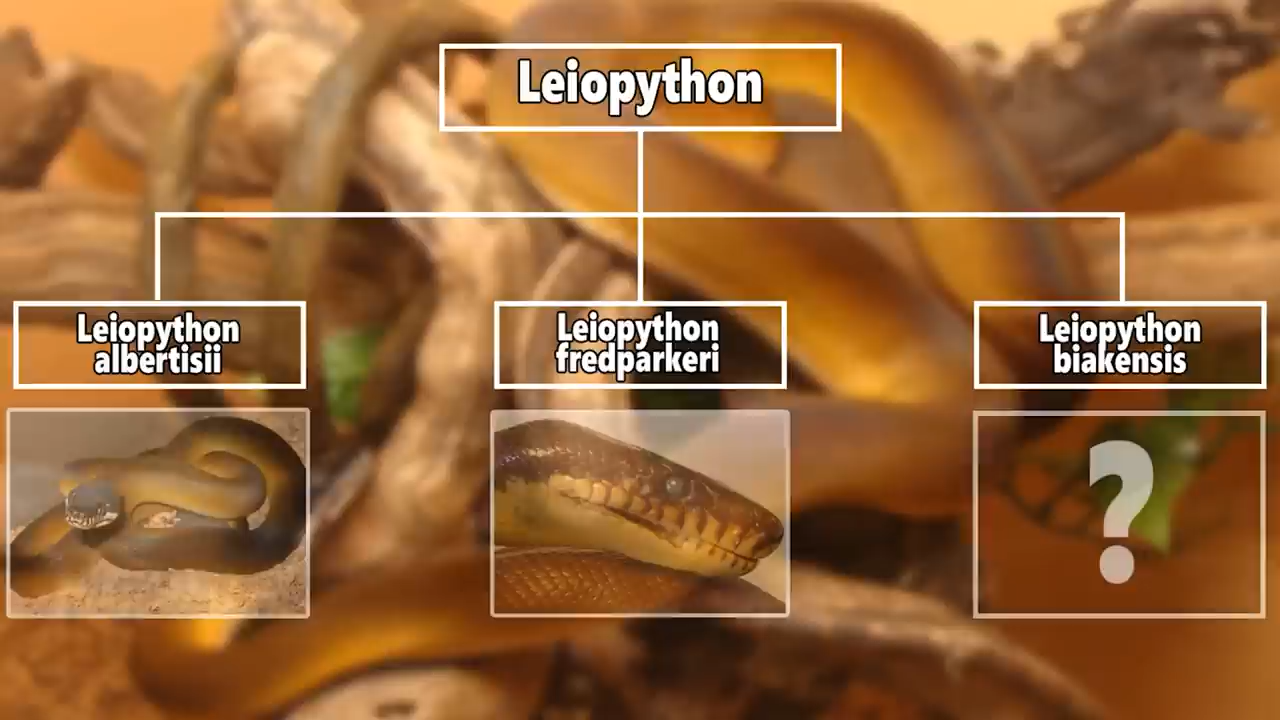 Leiopython
Leiopython
albertisii
Leiopython
fredparkeri
Leiopython
biakensis
?